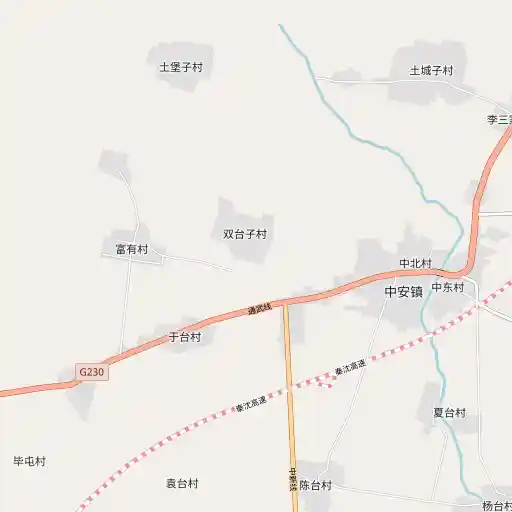 土堡子村
土城子村
李三家
双台子村
富有村
中北村
中安镇
中东村
通武线
于台村
G230
秦沈高速
秦沈高速
夏台村
毕屯村
袁台村
陈台村
杨台村